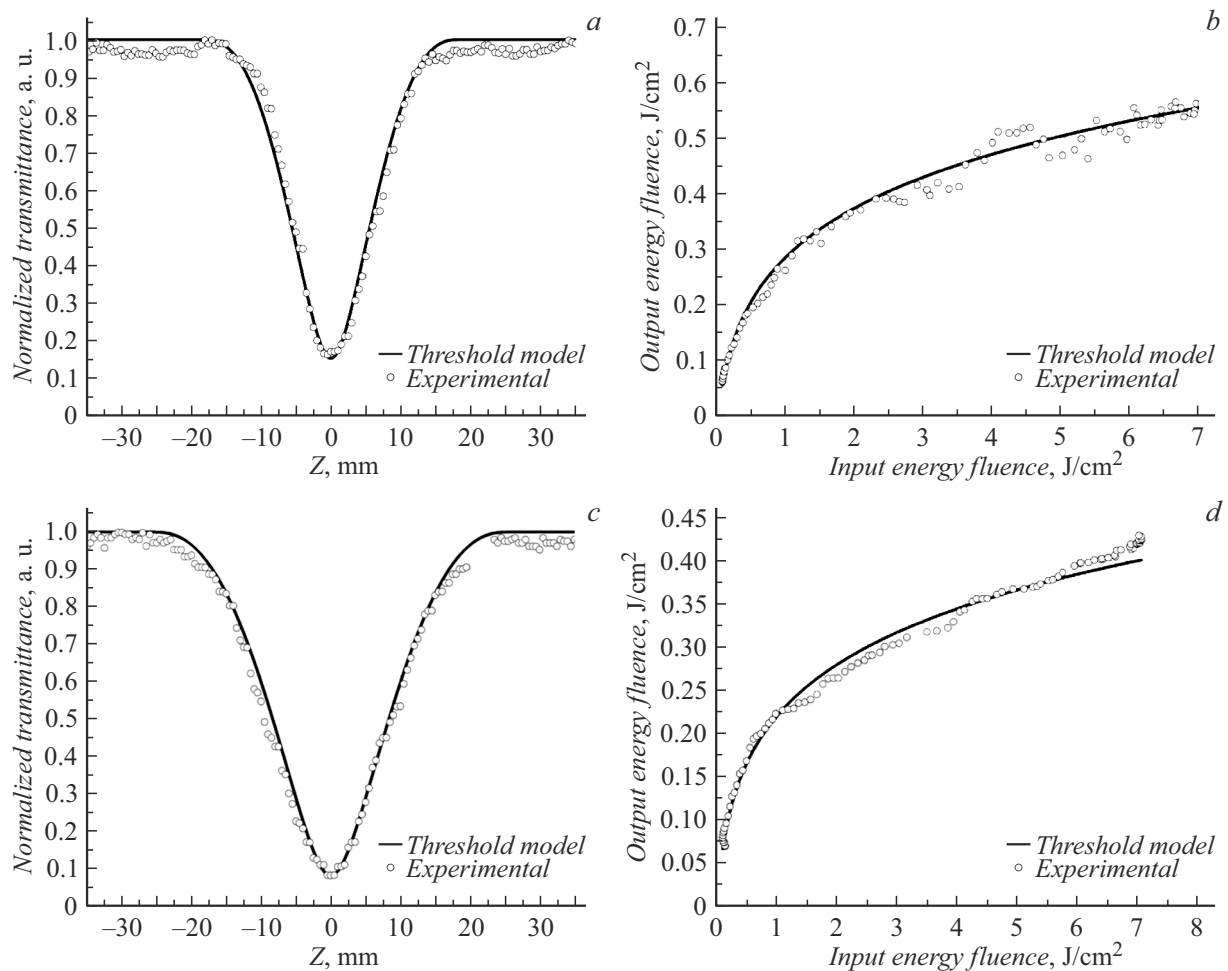 a
Normalized transmittance, a. u.
1.0
0.9
0.8
0.7
0.6
0.5
0.4
0.3
0.2
0.1
0
Threshold model
Experimental
–30 –20 –10 0 10 20 30
Z, mm
b
Output energy fluence, J/cm²
0.7
0.6
0.5
0.4
0.3
0.2
0.1
0
Threshold model
Experimental
0 1 2 3 4 5 6 7
Input energy fluence, J/cm²
c
Normalized transmittance, a. u.
1.0
0.9
0.8
0.7
0.6
0.5
0.4
0.3
0.2
0.1
0
Threshold model
Experimental
–30 –20 –10 0 10 20 30
Z, mm
d
Output energy fluence, J/cm²
0.45
0.40
0.35
0.30
0.25
0.20
0.15
0.10
0.05
0
Threshold model
Experimental
0 1 2 3 4 5 6 7 8
Input energy fluence, J/cm²